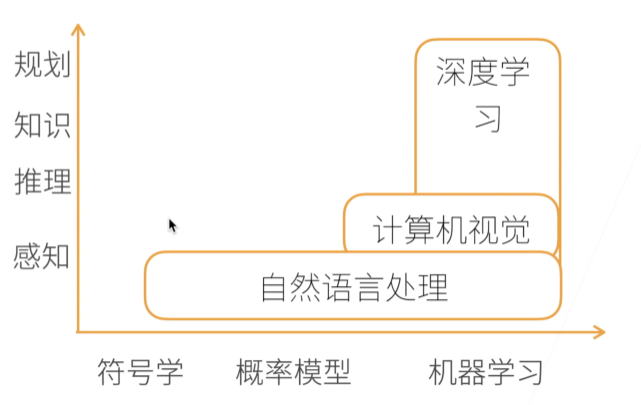 规划
深度学
习
知识
推理
计算机视觉
感知
自然语言处理
符号学
概率模型
机器学习